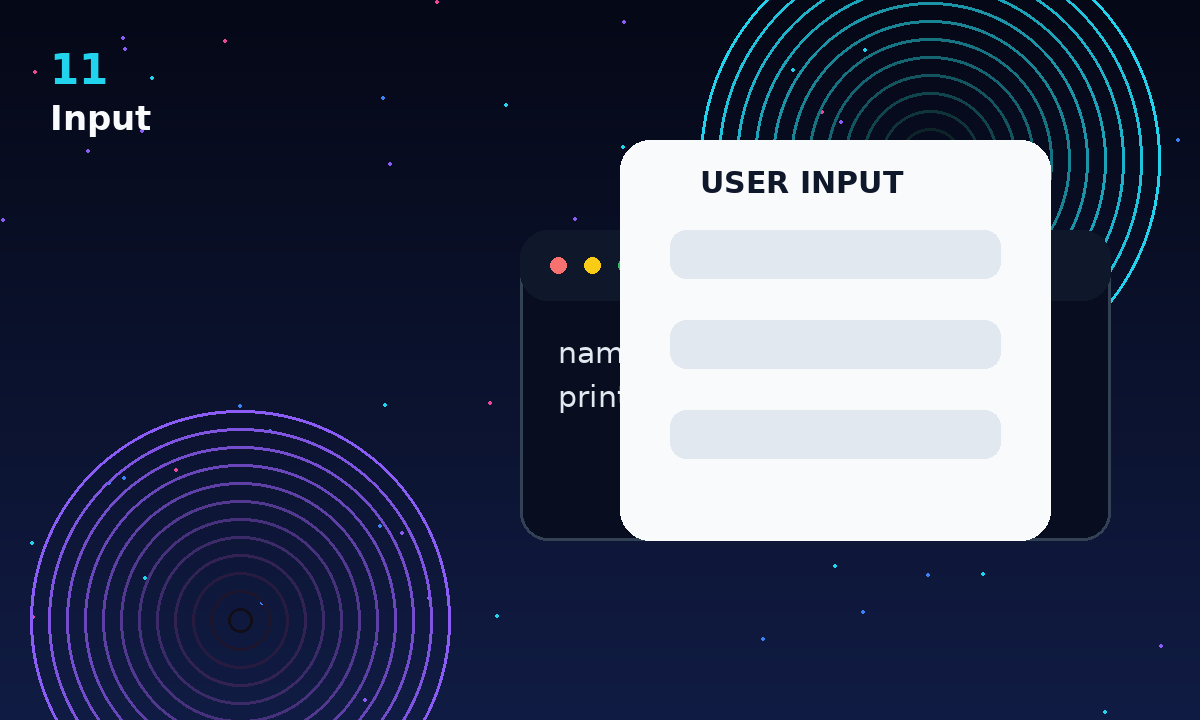 11
Input
USER INPUT
nam
print